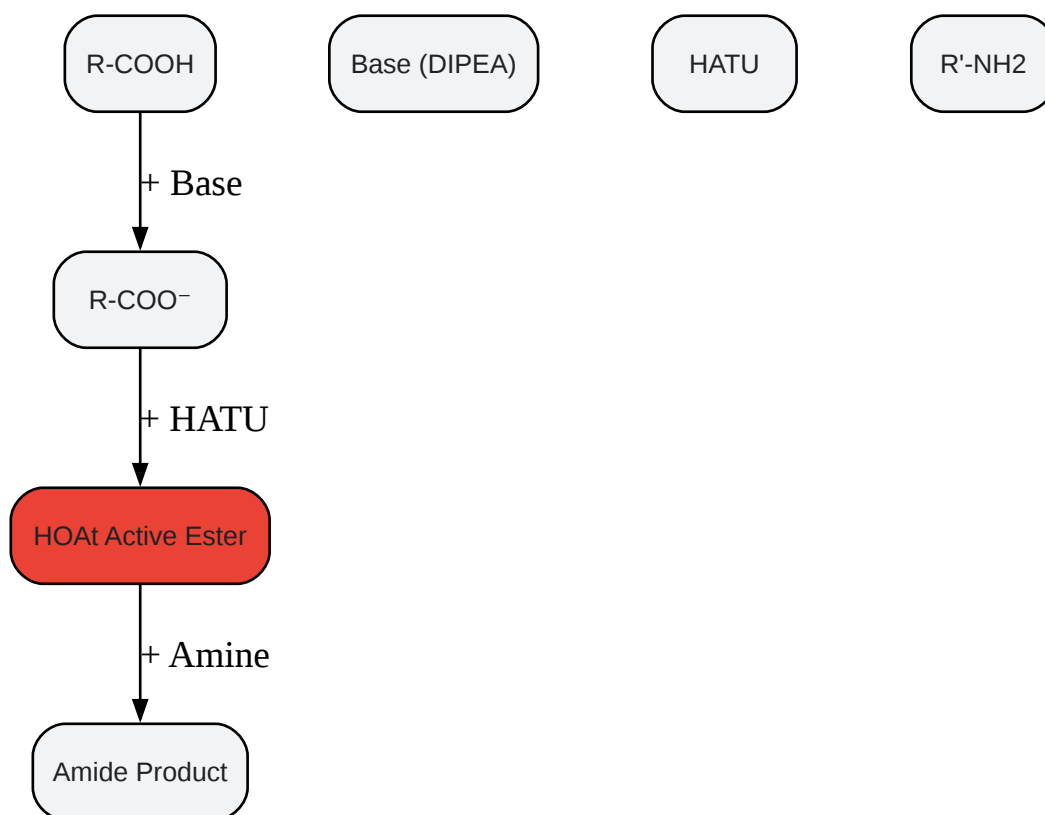 R-COOH
Base (DIPEA)
HATU
R'-NH2
+ Base
R-COO⁻
+ HATU
HOAt Active Ester
+ Amine
Amide Product